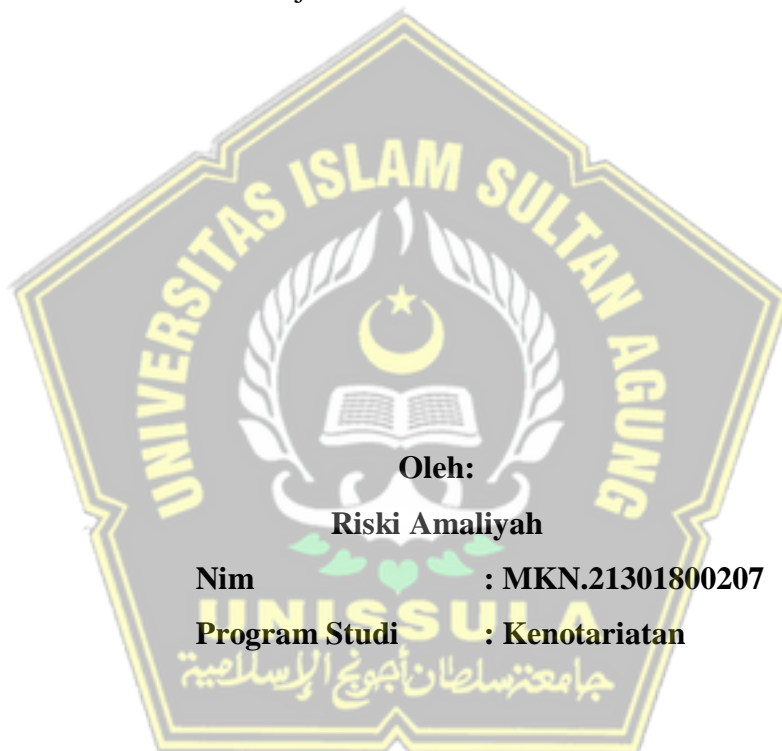 UNIVERSITAS ISLAM SULTAN AGUNG
Oleh:
Riski Amaliyah
Nim : MKN.21301800207
Program Studi : Kenotariatan
UNISSULA
جامعة سلطان أجونج الإسلامية